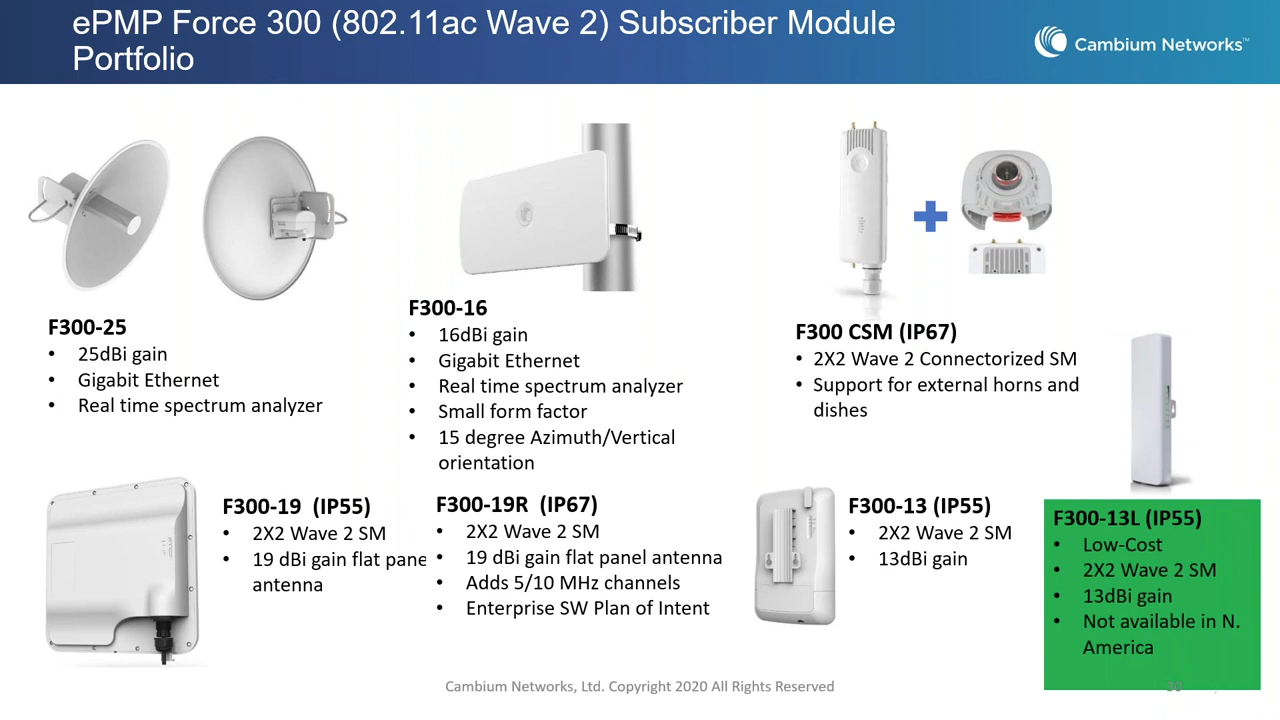 ePMP Force 300 (802.11ac Wave 2) Subscriber Module
Portfolio
Cambium Networks™
F300-25
• 25dBi gain
• Gigabit Ethernet
• Real time spectrum analyzer
F300-16
• 16dBi gain
• Gigabit Ethernet
• Real time spectrum analyzer
• Small form factor
• 15 degree Azimuth/Vertical
orientation
F300 CSM (IP67)
• 2X2 Wave 2 Connectorized SM
• Support for external horns and
dishes
F300-19 (IP55)
• 2X2 Wave 2 SM
• 19 dBi gain flat pane
antenna
F300-19R (IP67)
• 2X2 Wave 2 SM
• 19 dBi gain flat panel antenna
• Adds 5/10 MHz channels
• Enterprise SW Plan of Intent
F300-13 (IP55)
• 2X2 Wave 2 SM
• 13dBi gain
F300-13L (IP55)
• Low-Cost
• 2X2 Wave 2 SM
• 13dBi gain
• Not available in N.
America
Cambium Networks, Ltd. Copyright 2020 All Rights Reserved